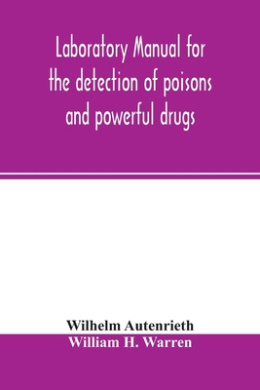 Laboratory Manual for
the detection of poisons
and powerful drugs
Wilhelm Autenrieth
William H. Warren